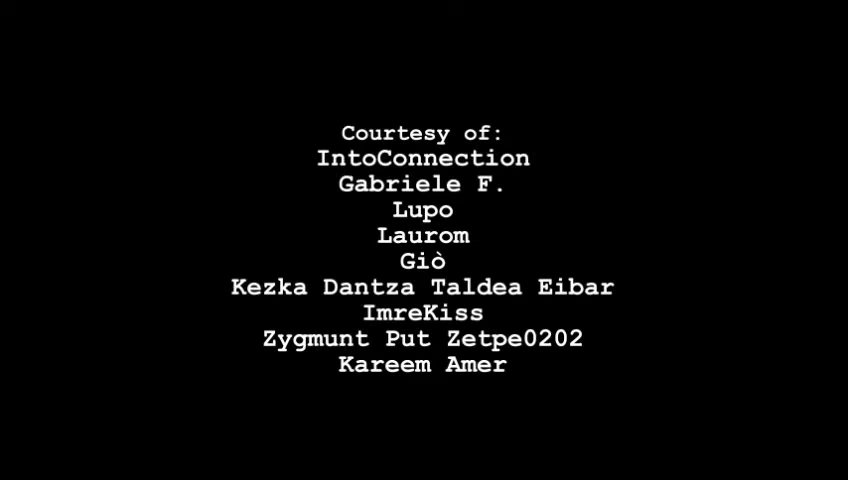 Courtesy of:
IntoConnection
Gabriele F.
Lupo
Laurom
Giò
Kezka Dantza Taldea Eibar
ImreKiss
Zygmunt Put Zetpe0202
Kareem Amer